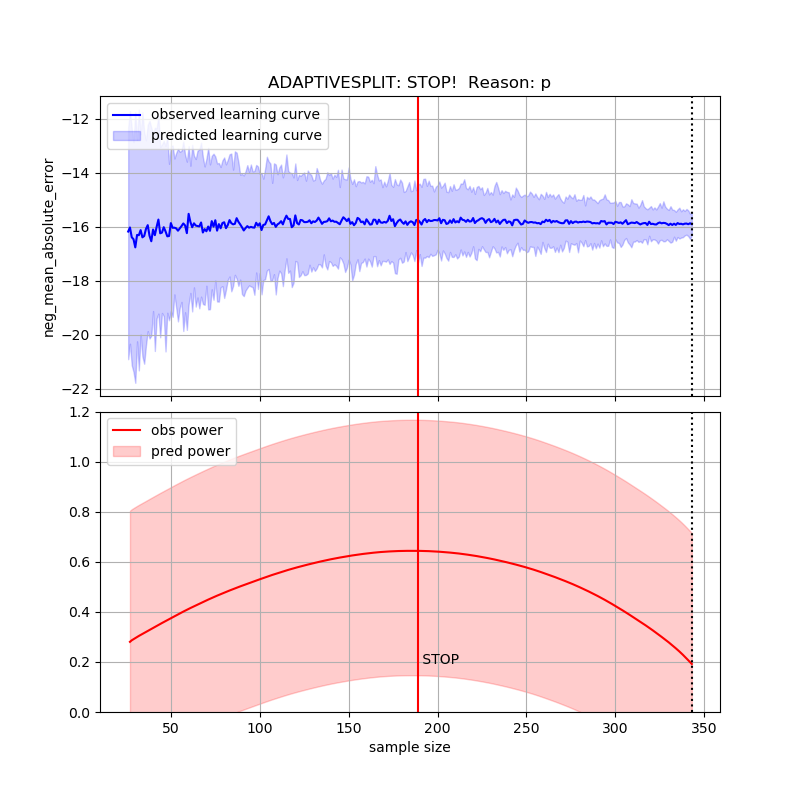 ADAPTIVESPLIT: STOP!  Reason: p
observed learning curve
predicted learning curve
neg_mean_absolute_error
−12
−14
−16
−18
−20
−22
obs power
pred power
1.2
1.0
0.8
0.6
0.4
0.2
0.0
STOP
50 100 150 200 250 300 350
sample size